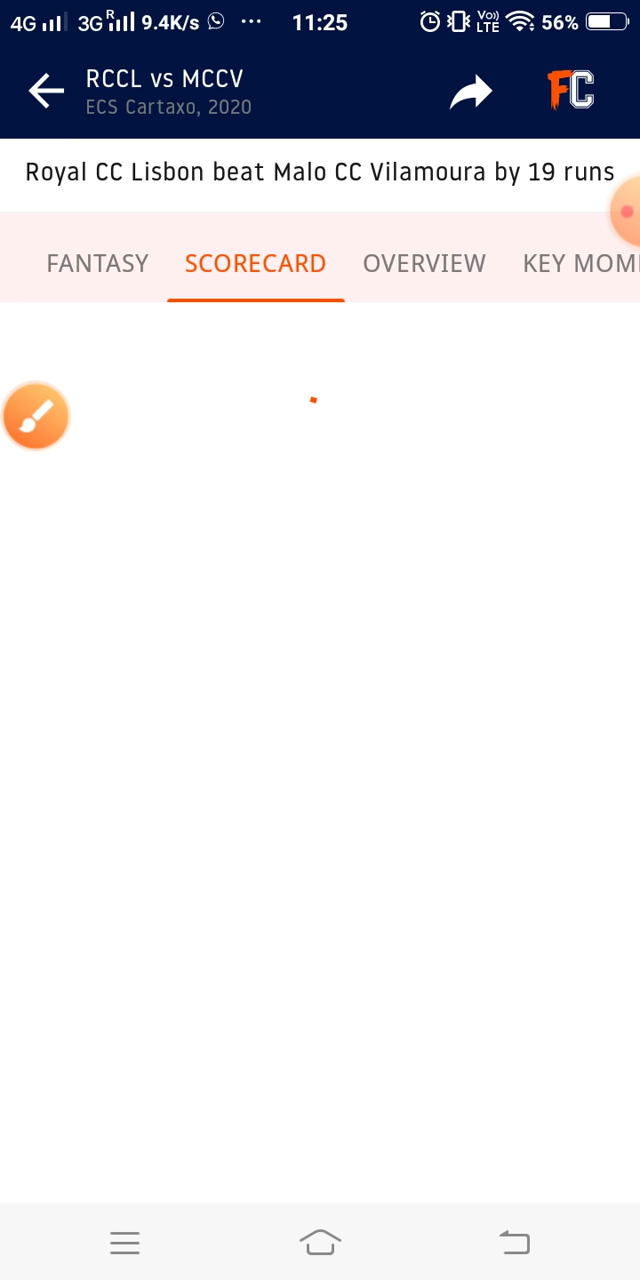 4G 3G R 9.4K/s ... 11:25 Vo) LTE 56%
RCCL vs MCCV
ECS Cartaxo, 2020
FC
Royal CC Lisbon beat Malo CC Vilamoura by 19 runs
FANTASY SCORECARD OVERVIEW KEY MOM